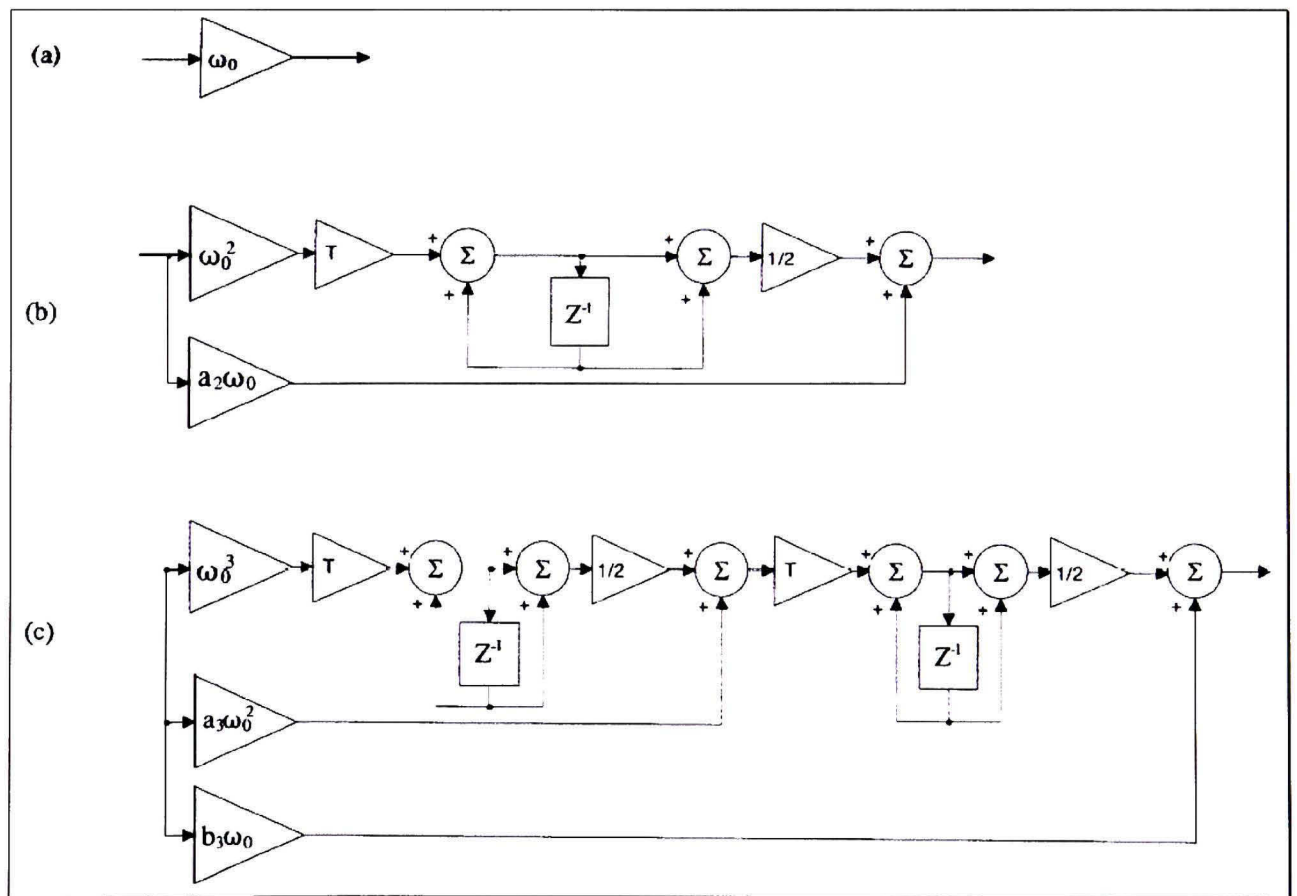 (a)
ω₀
(b)
ω₀² T + Σ + Z⁻¹ + Σ + 1/2 + Σ +
a₂ω₀
(c)
ω₀³ T + Σ + Z⁻¹ + Σ + 1/2 + Σ + T + Σ + Z⁻¹ + Σ + 1/2 + Σ +
a₃ω₀²
b₃ω₀